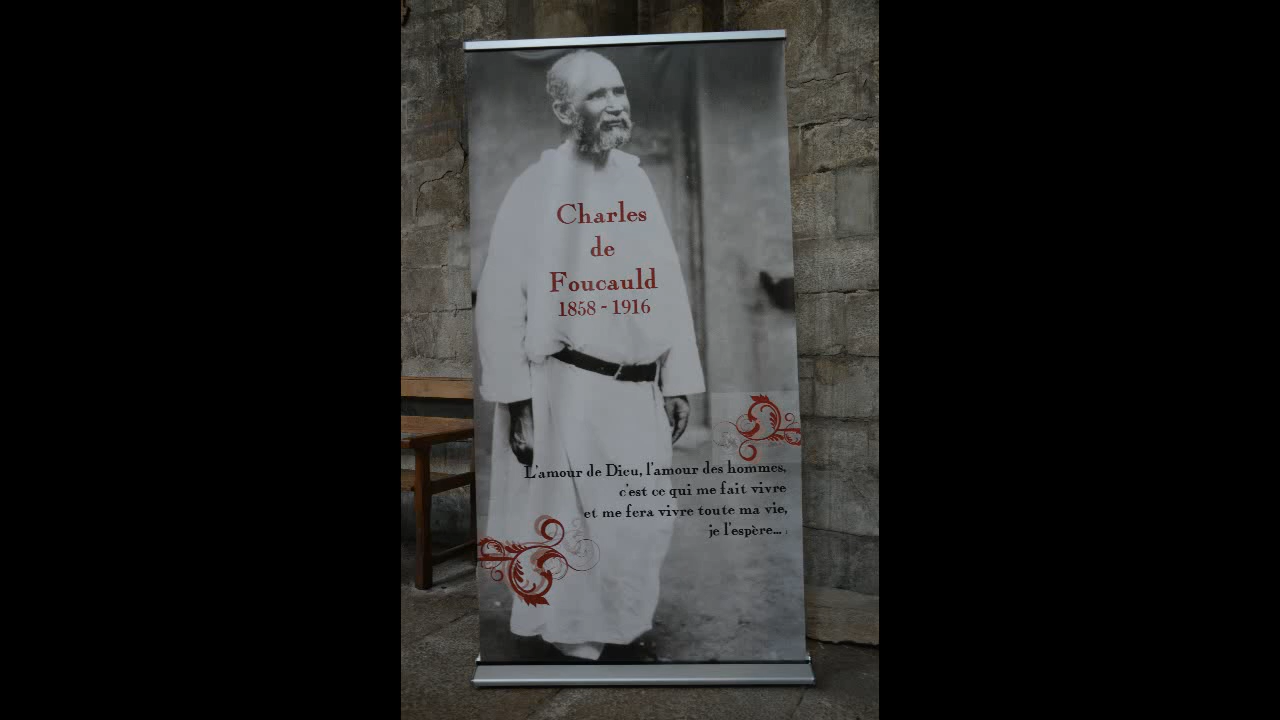 Charles
de
Foucauld
1858 - 1916
L'amour de Dieu, l'amour des hommes,
c'est ce qui me fait vivre
et me fera vivre toute ma vie,
je l'espère...